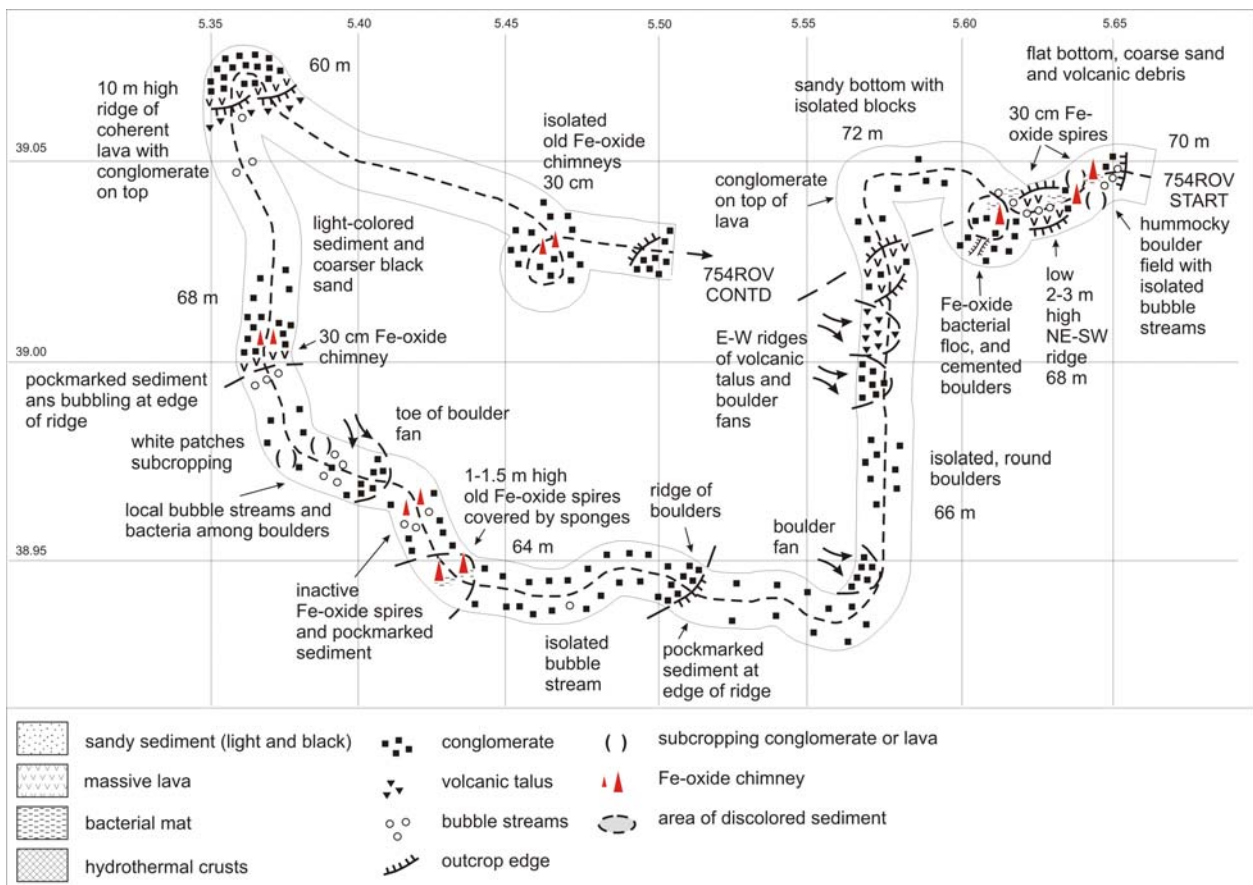 5.35
5.40
5.45
5.50
5.55
5.60
5.65
39.05
39.00
38.95
10 m high
ridge of
coherent
lava with
conglomerate
on top
60 m
isolated
old Fe-oxide
chimneys
30 cm
sandy bottom with
isolated blocks
72 m
flat bottom, coarse sand
and volcanic debris
30 cm Fe-
oxide spires
70 m
754ROV
START
conglomerate
on top of
lava
light-colored
sediment and
coarser black
sand
754ROV
CONTD
hummocky
boulder
field with
isolated
bubble
streams
low
2-3 m
high
NE-SW
ridge
68 m
Fe-oxide
bacterial
floc, and
cemented
boulders
68 m
30 cm Fe-oxide
chimney
E-W ridges
of volcanic
talus and
boulder
fans
pockmarked sediment
ans bubbling at edge
of ridge
white patches
subcropping
toe of boulder
fan
local bubble streams and
bacteria among boulders
1-1.5 m high
old Fe-oxide spires
covered by sponges
64 m
ridge of
boulders
boulder
fan
isolated, round
boulders
66 m
inactive
Fe-oxide spires
and pockmarked
sediment
isolated
bubble
stream
pockmarked
sediment at
edge of ridge
sandy sediment (light and black)
massive lava
bacterial mat
hydrothermal crusts
conglomerate
volcanic talus
bubble streams
outcrop edge
subcropping conglomerate or lava
Fe-oxide chimney
area of discolored sediment